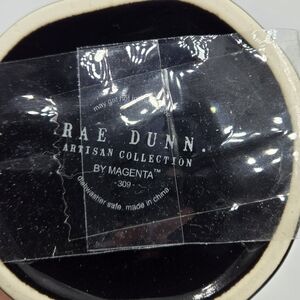 may get hot
RAE DUNN.
ARTISAN COLLECTION
BY MAGENTA™
-309-
dishwasher safe. made in china.